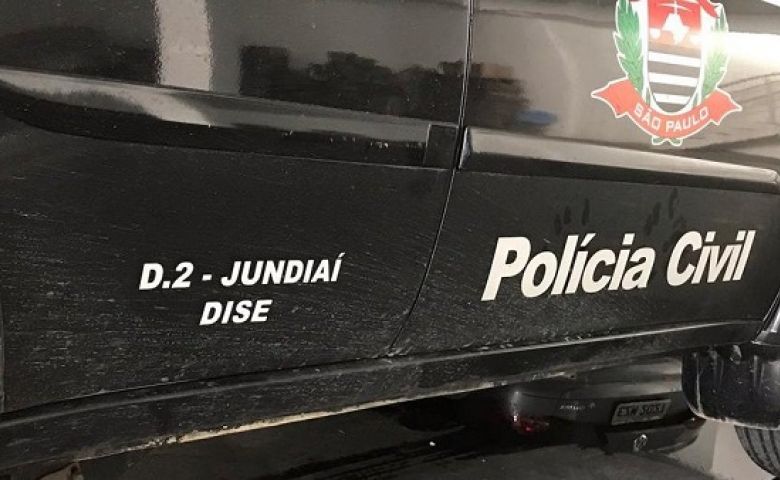 SÃO PAULO
D.2 - JUNDIAÍ
DISE
Polícia Civil